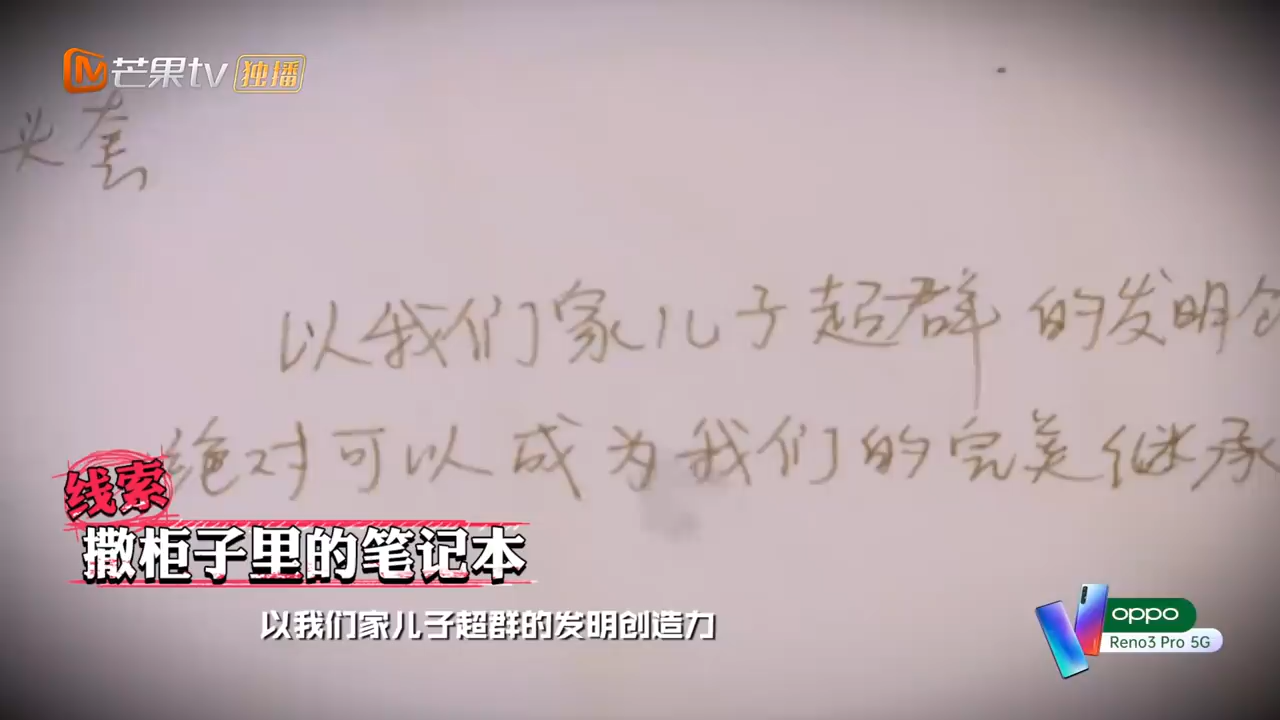 芒果tv 独播
头套
以我们家儿子超群的发明创
绝对可以成为我们的完美继承
线索
撒柜子里的笔记本
以我们家儿子超群的发明创造力
oppo
Reno3 Pro 5G